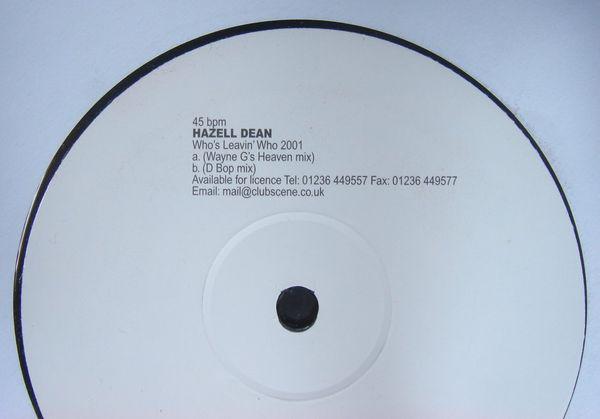 45 bpm
HAZELL DEAN
Who's Leavin' Who 2001
a. (Wayne G's Heaven mix)
b. (D Bop mix)
Available for licence Tel: 01236 449557 Fax: 01236 449577
Email: mail@clubscene.co.uk